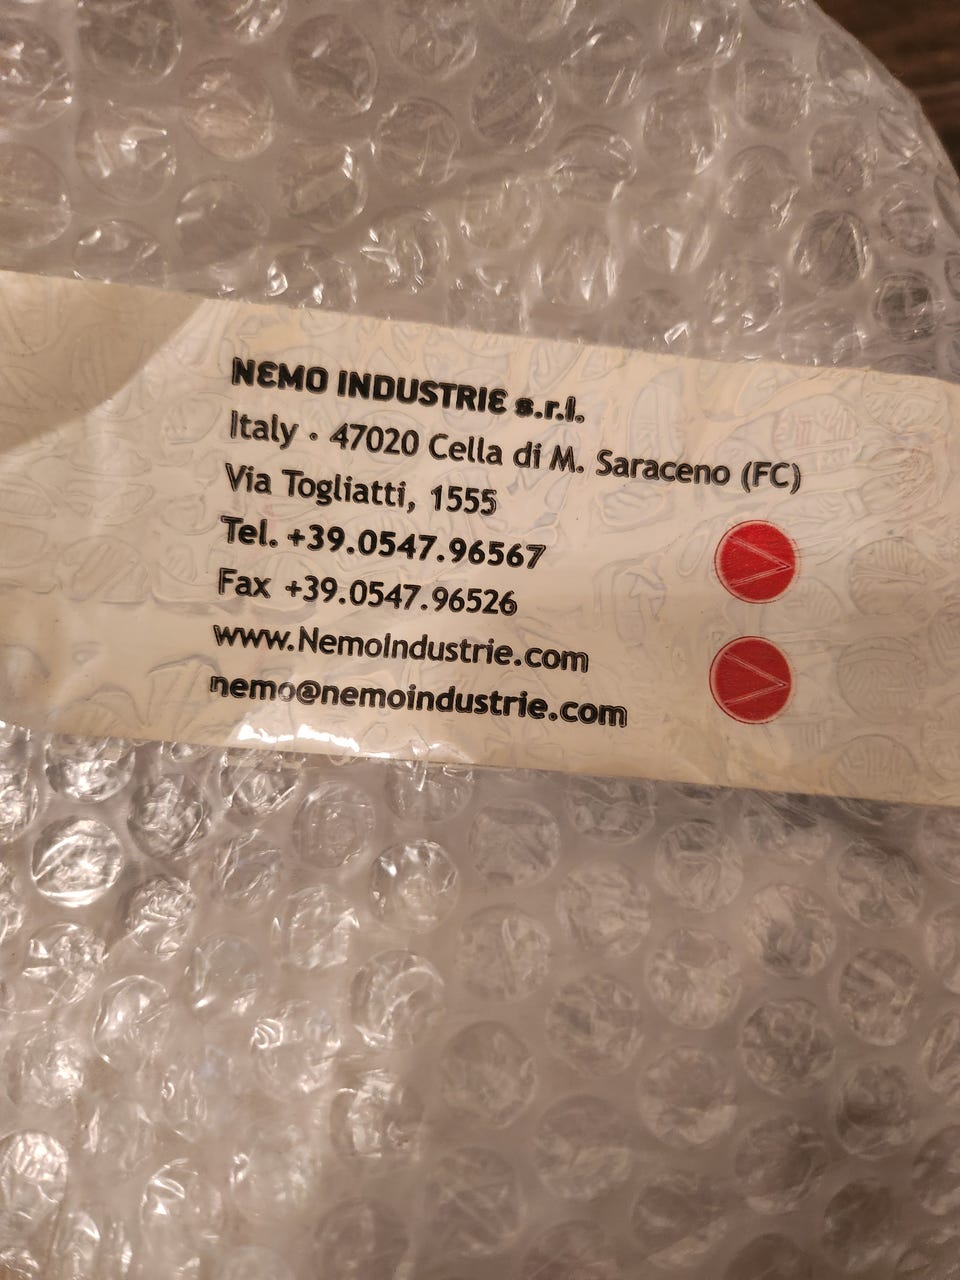 NEMO INDUSTRIE s.r.l.
Italy • 47020 Cella di M. Saraceno (FC)
Via Togliatti, 1555
Tel. +39.0547.96567
Fax +39.0547.96526
www.NemoIndustrie.com
nemo@nemoindustrie.com